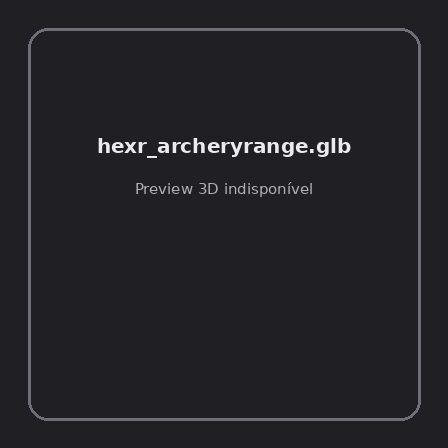 hexr_archeryrange.glb
Preview 3D indisponível